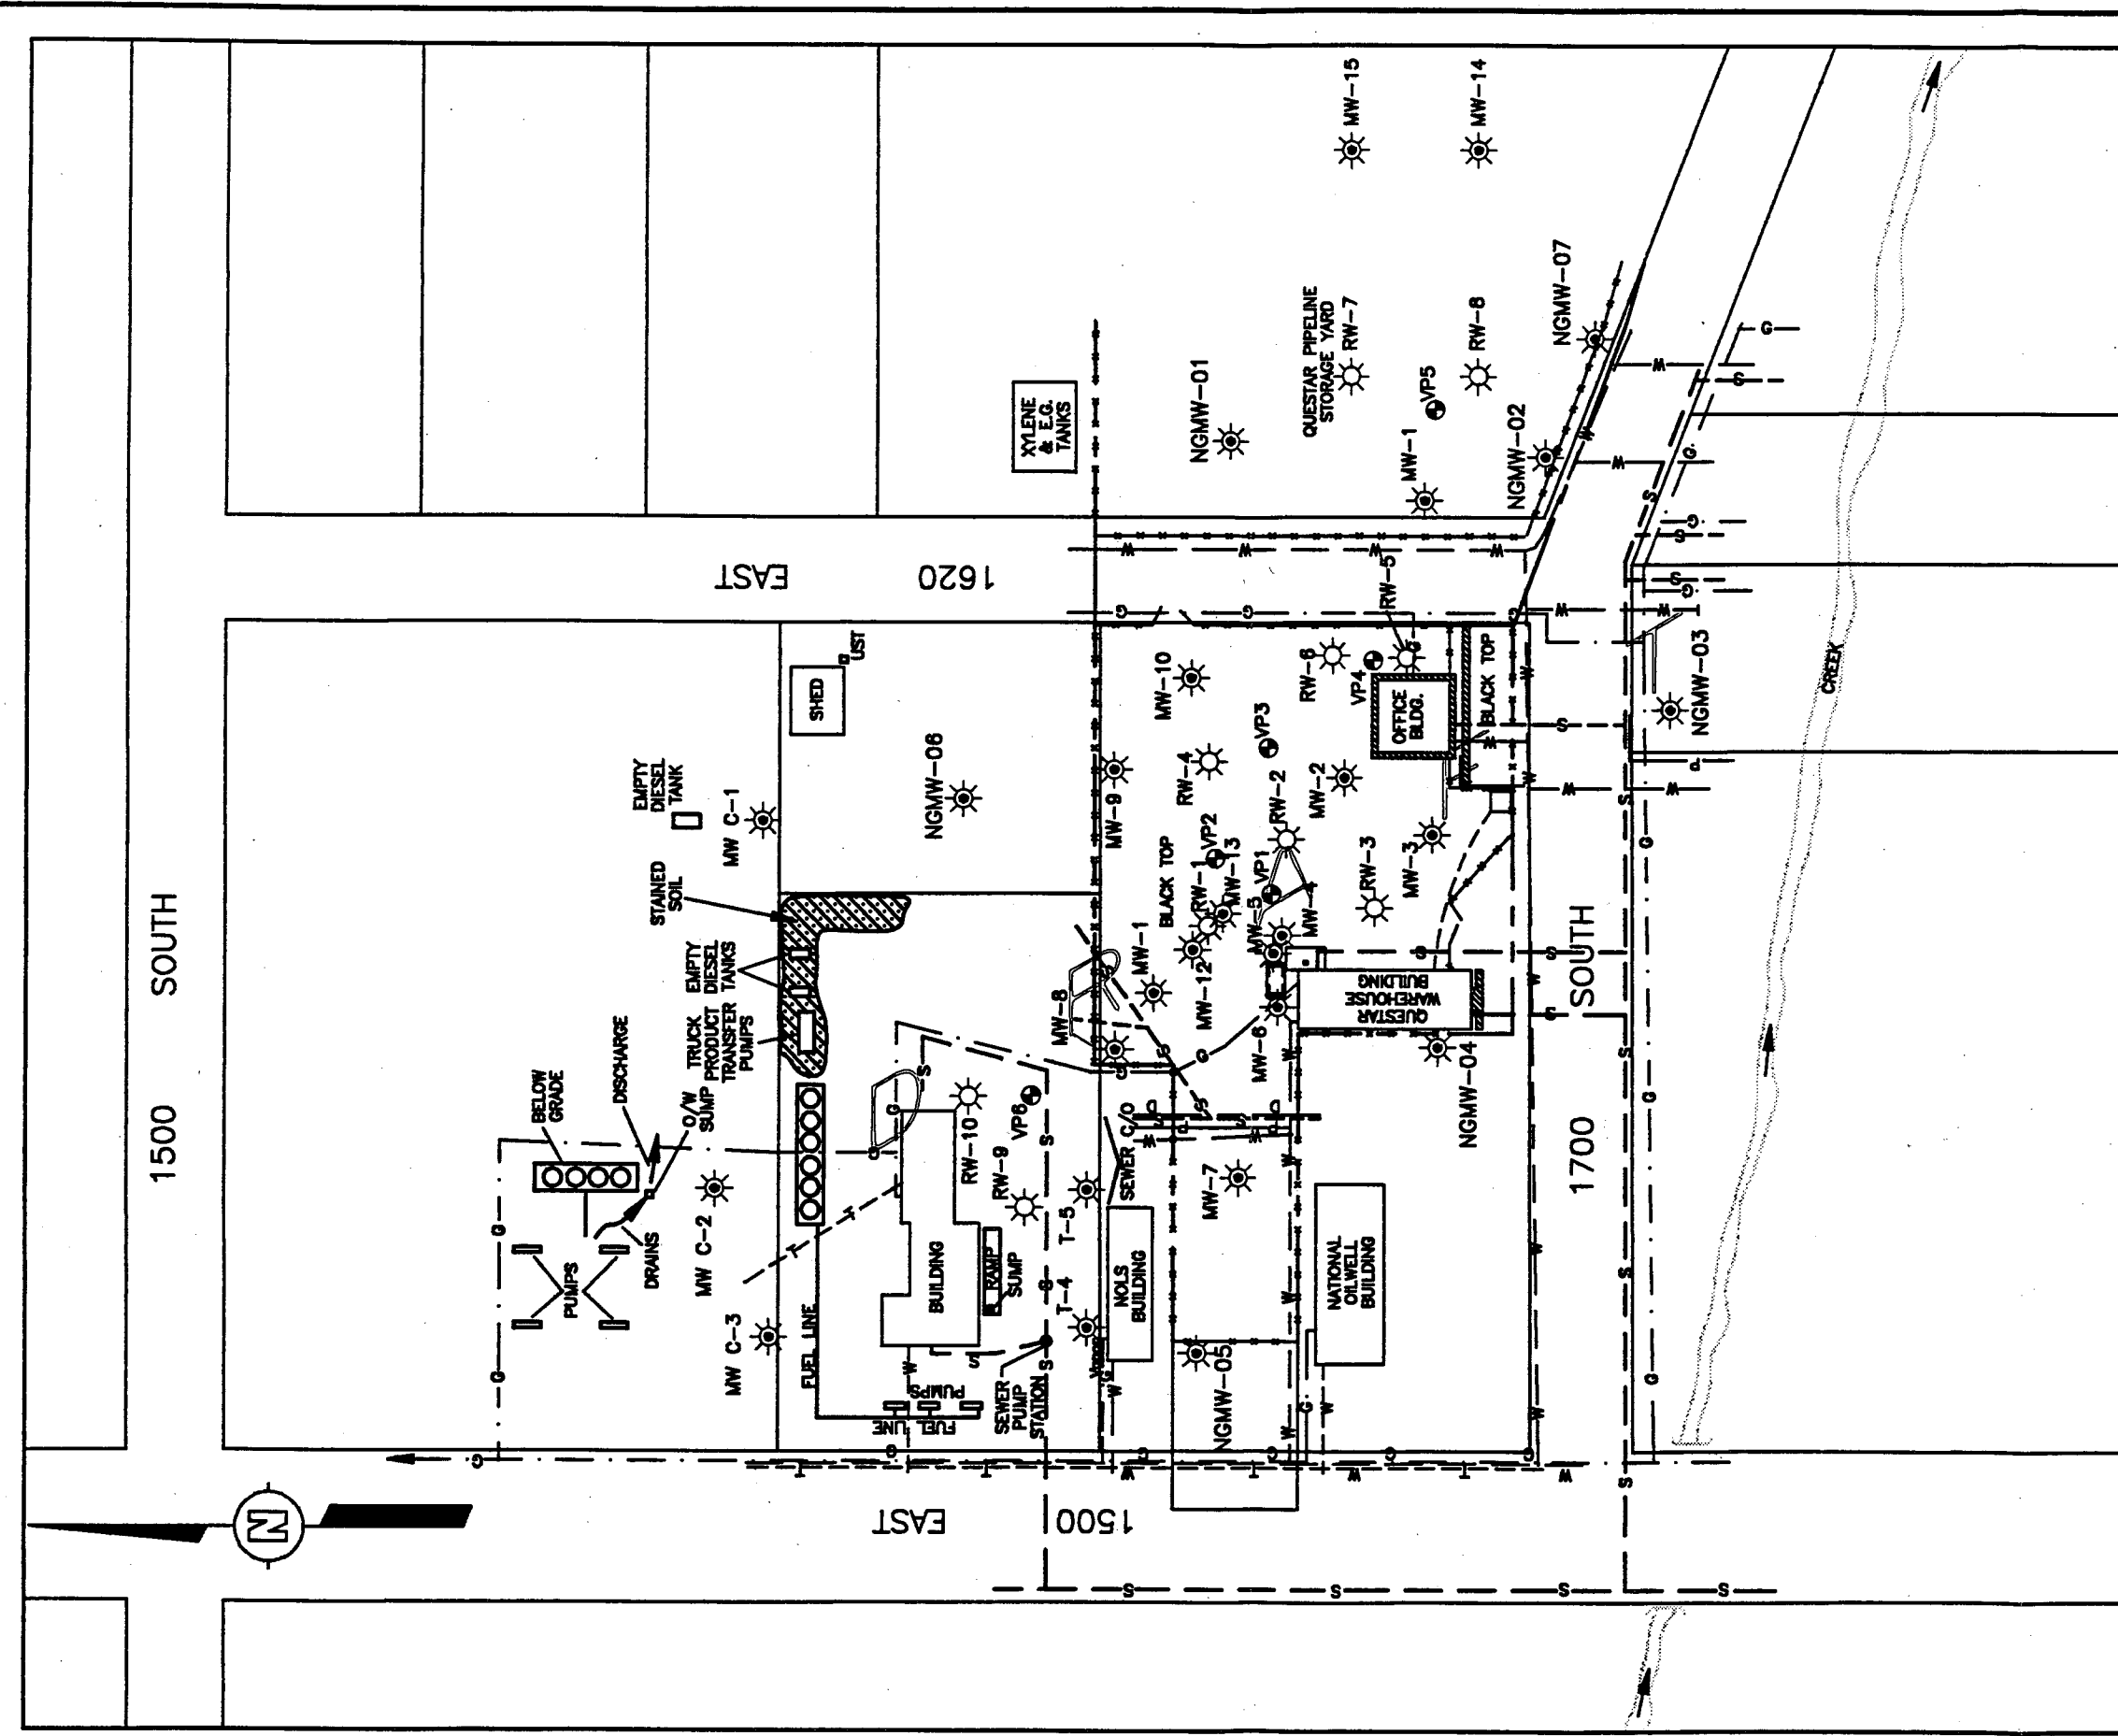 1500 SOUTH
MW-15
MW-14
XYLENE
& E.G.
TANKS
NGMW-01
QUESTAR PIPELINE
STORAGE YARD
RW-7
RW-8
VP5
MW-1
NGMW-02
NGMW-07
1620 EAST
RW-5
SHED
UST
EMPTY
DIESEL
TANK
MW C-1
NGMW-06
MW-10
RW-6
VP4
OFFICE
BLDG.
BLACK TOP
NGMW-03
CREEK
MW-9
RW-4
VP3
VP2
RW-2
MW-2
BLACK TOP
RW-1
MW-13
VP1
RW-3
MW-3
STAINED
SOIL
EMPTY
DIESEL
TANKS
TRUCK
PRODUCT
TRANSFER
PUMPS
O/W
SUMP
DISCHARGE
BELOW
GRADE
DRAINS
PUMPS
MW C-2
MW C-3
FUEL LINE
BUILDING
RW-10
VP6
RW-9
RAMP
SUMP
T-5
T-4
MW-8
MW-1
MW-12
MW-5
MW-6
QUESTAR
WAREHOUSE
BUILDING
NGMW-04
SEWER C/O
MW-7
NOLS
BUILDING
NATIONAL
OILWELL
BUILDING
NGMW-05
PUMPS
FUEL LINE
SEWER
PUMP
STATION
1700 SOUTH
1500 EAST
N